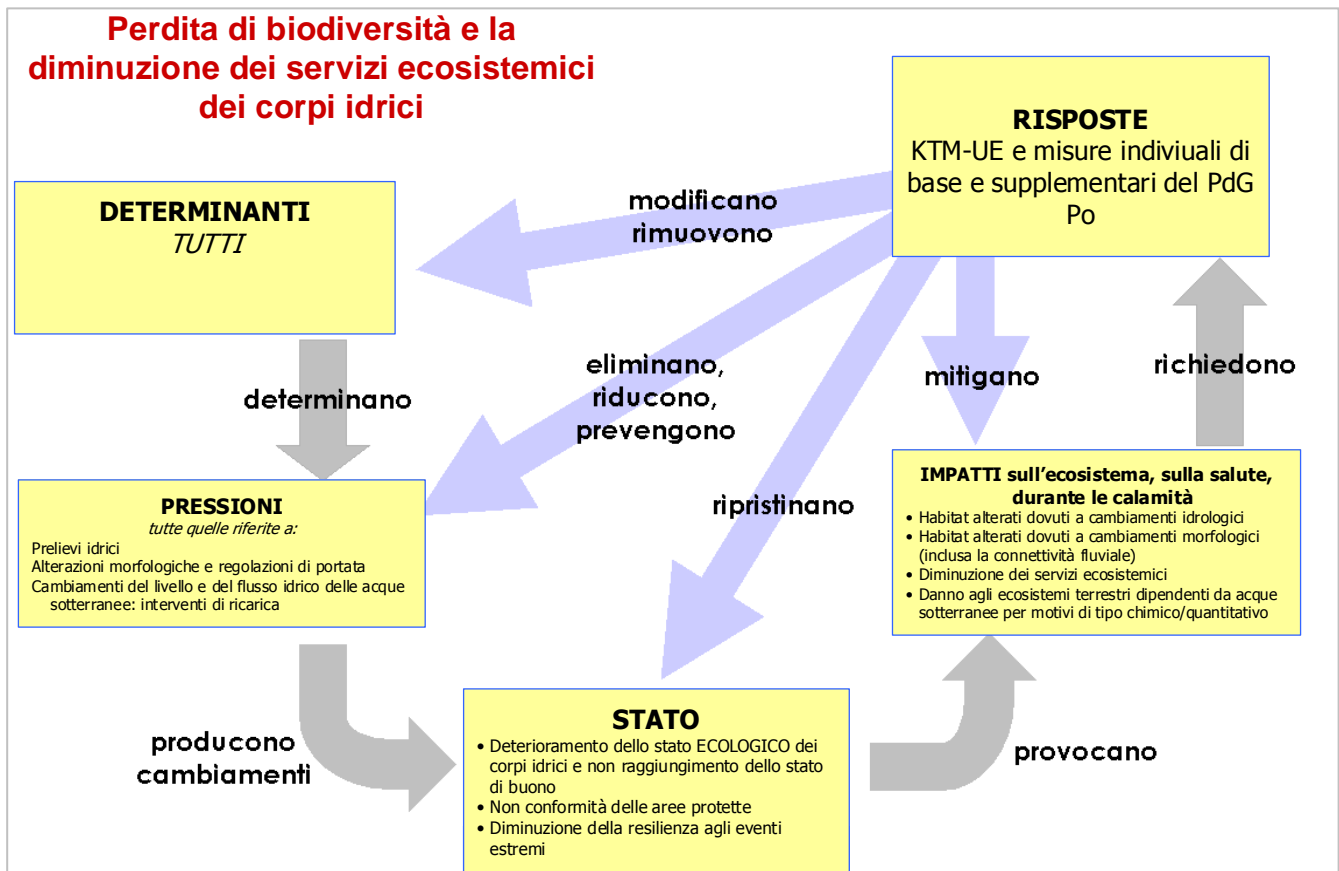 Perdita di biodiversità e la
diminuzione dei servizi ecosistemici
dei corpi idrici
RISPOSTE
KTM-UE e misure indiviuali di
base e supplementari del PdG
Po
DETERMINANTI
TUTTI
modificano
rimuovono
determinano
eliminano,
riducono,
prevengono
mitigano
richiedono
ripristinano
PRESSIONI
tutte quelle riferite a:
Prelievi idrici
Alterazioni morfologiche e regolazioni di portata
Cambiamenti del livello e del flusso idrico delle acque
sotterranee: interventi di ricarica
IMPATTI sull'ecosistema, sulla salute,
durante le calamità
• Habitat alterati dovuti a cambiamenti idrologici
• Habitat alterati dovuti a cambiamenti morfologici
(inclusa la connettività fluviale)
• Diminuzione dei servizi ecosistemici
• Danno agli ecosistemi terrestri dipendenti da acque
sotterranee per motivi di tipo chimico/quantitativo
producono
cambiamenti
STATO
• Deterioramento dello stato ECOLOGICO dei
corpi idrici e non raggiungimento dello stato
di buono
• Non conformità delle aree protette
• Diminuzione della resilienza agli eventi
estremi
provocano